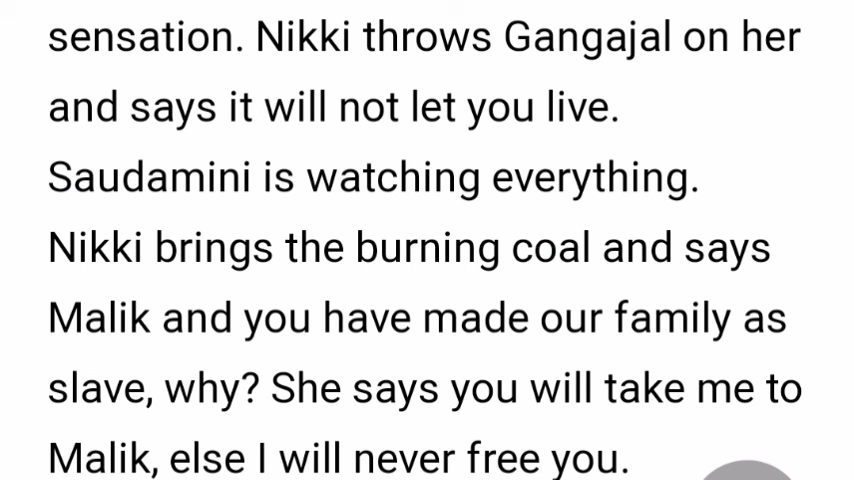 sensation. Nikki throws Gangajal on her
and says it will not let you live.
Saudamini is watching everything.
Nikki brings the burning coal and says
Malik and you have made our family as
slave, why? She says you will take me to
Malik, else I will never free you.